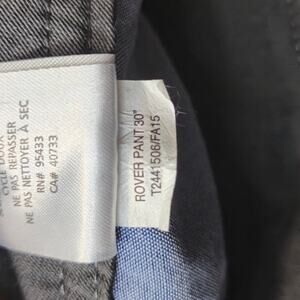 NE PAS REPASSER
NE PAS NETTOYER À SEC
RN# 95433
CA# 40733
ROVER PANT 30"
T2441506/FA15